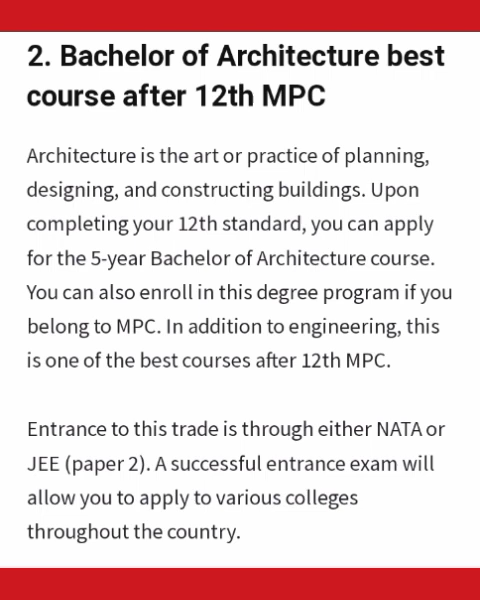 2. Bachelor of Architecture best
course after 12th MPC
Architecture is the art or practice of planning,
designing, and constructing buildings. Upon
completing your 12th standard, you can apply
for the 5-year Bachelor of Architecture course.
You can also enroll in this degree program if you
belong to MPC. In addition to engineering, this
is one of the best courses after 12th MPC.
Entrance to this trade is through either NATA or
JEE (paper 2). A successful entrance exam will
allow you to apply to various colleges
throughout the country.